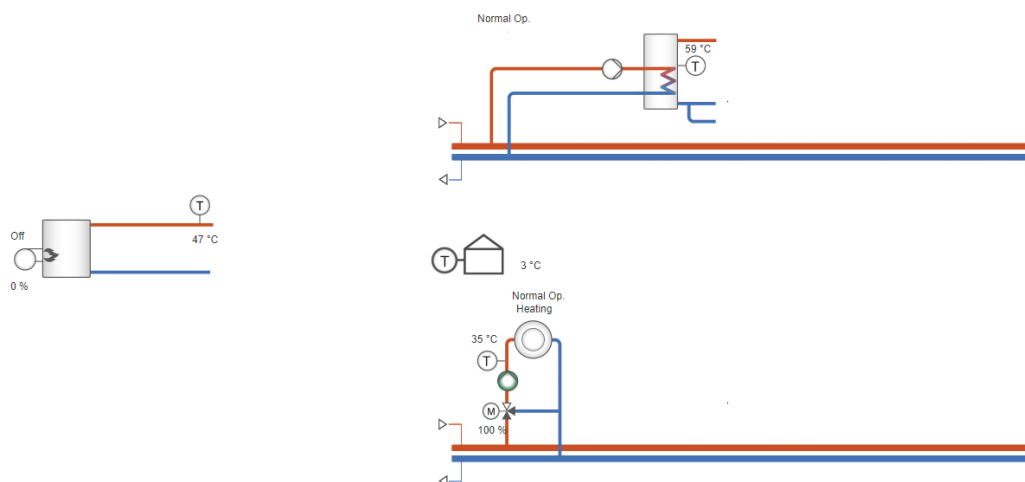 Normal Op.
59 °C
T
T
Off
47 °C
0 %
T
3 °C
Normal Op.
Heating
35 °C
T
M
100 %